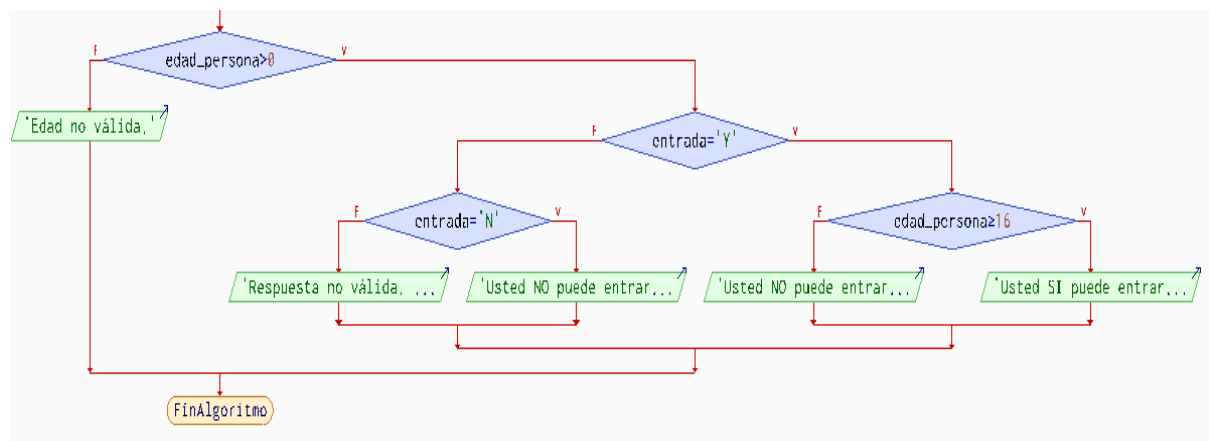 edad_persona>0
F
V
'Edad no válida.'
entrada='Y'
F
V
entrada='N'
edad_persona≥16
F
V
F
V
'Respuesta no válida. ...
'Usted NO puede entrar...
'Usted NO puede entrar...
'Usted SI puede entrar...
FinAlgoritmo